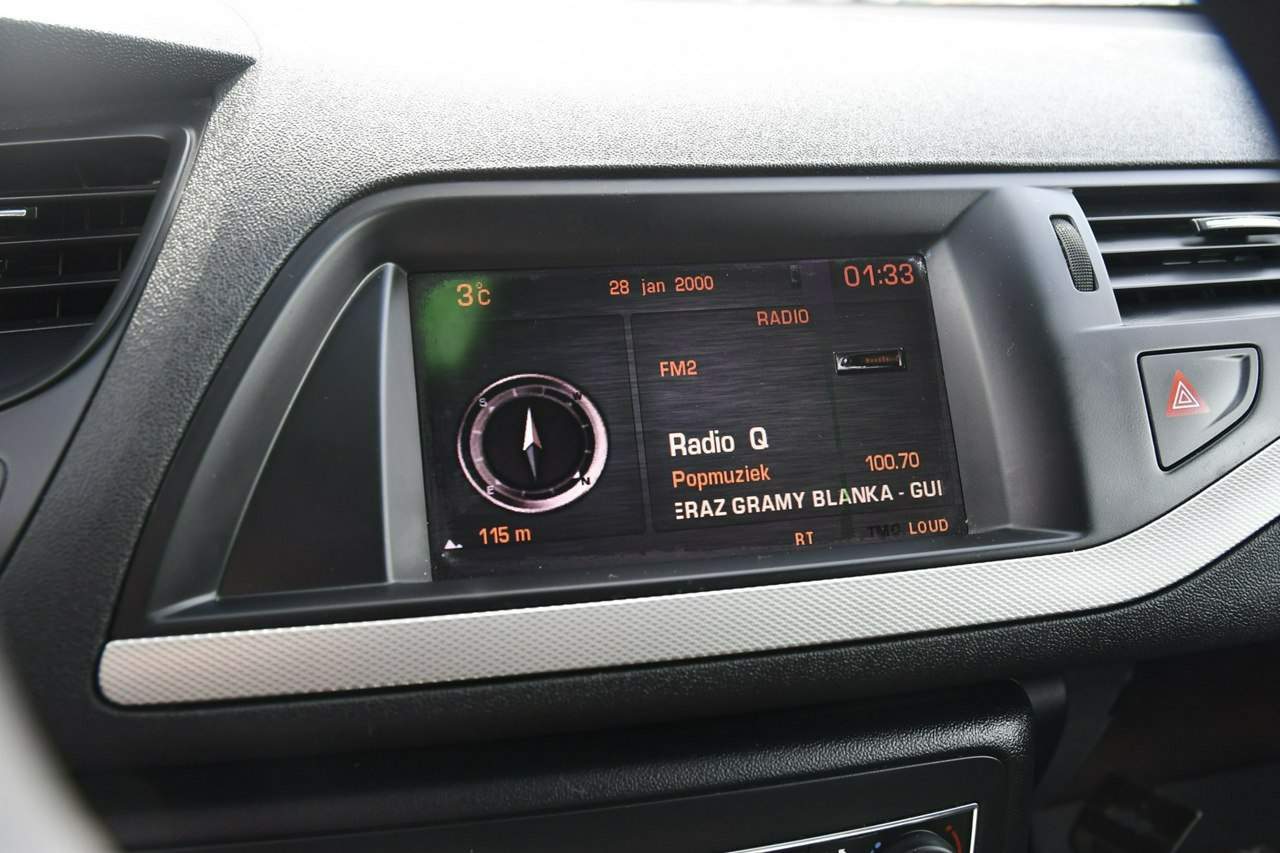 3°C
28 jan 2000
01:33
RADIO
FM2
Radio Q
Popmuziek
100.70
ERAZ GRAMY BLANKA - GUI
S
E
N
115 m
RT
TMC LOUD